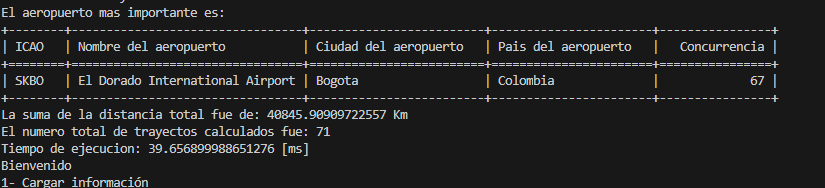 El aeropuerto mas importante es:
+--------+--------------------------------+------------------------+-----------------------+----------------+
| ICAO   | Nombre del aeropuerto          | Ciudad del aeropuerto  | Pais del aeropuerto   |   Concurrencia |
+========+================================+========================+=======================+================+
| SKBO   | El Dorado International Airport | Bogota                 | Colombia              |             67 |
+--------+--------------------------------+------------------------+-----------------------+----------------+
La suma de la distancia total fue de: 40845.90909722557 Km
El numero total de trayectos calculados fue: 71
Tiempo de ejecucion: 39.656899988651276 [ms]
Bienvenido
1- Cargar información